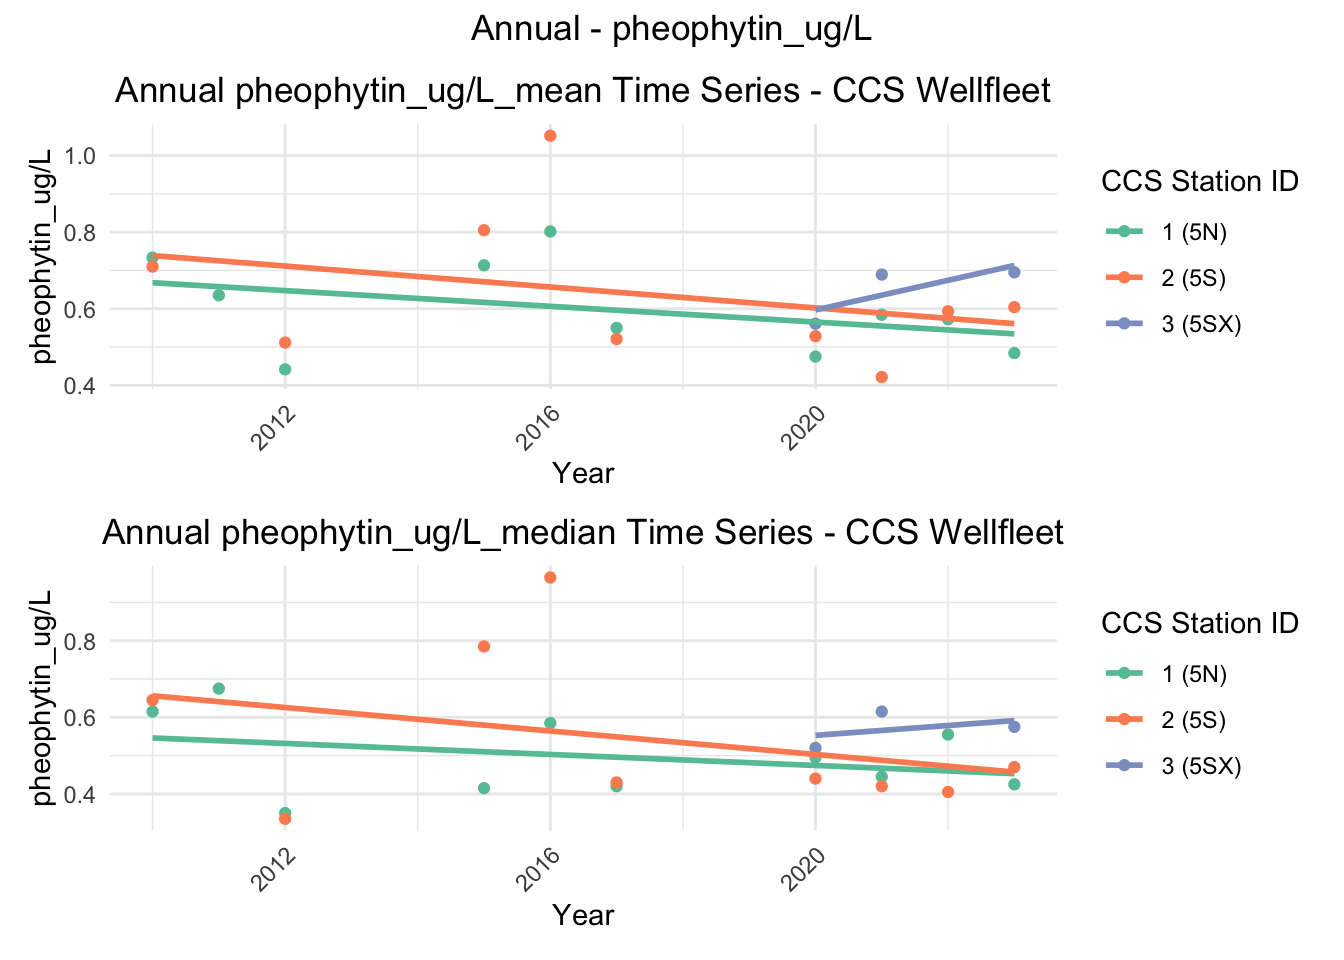 Annual - pheophytin_ug/L
Annual pheophytin_ug/L_mean Time Series - CCS Wellfleet
pheophytin_ug/L
1.0
0.8
0.6
0.4
2012
2016
2020
Year
CCS Station ID
1 (5N)
2 (5S)
3 (5SX)
Annual pheophytin_ug/L_median Time Series - CCS Wellfleet
pheophytin_ug/L
0.8
0.6
0.4
2012
2016
2020
Year
CCS Station ID
1 (5N)
2 (5S)
3 (5SX)